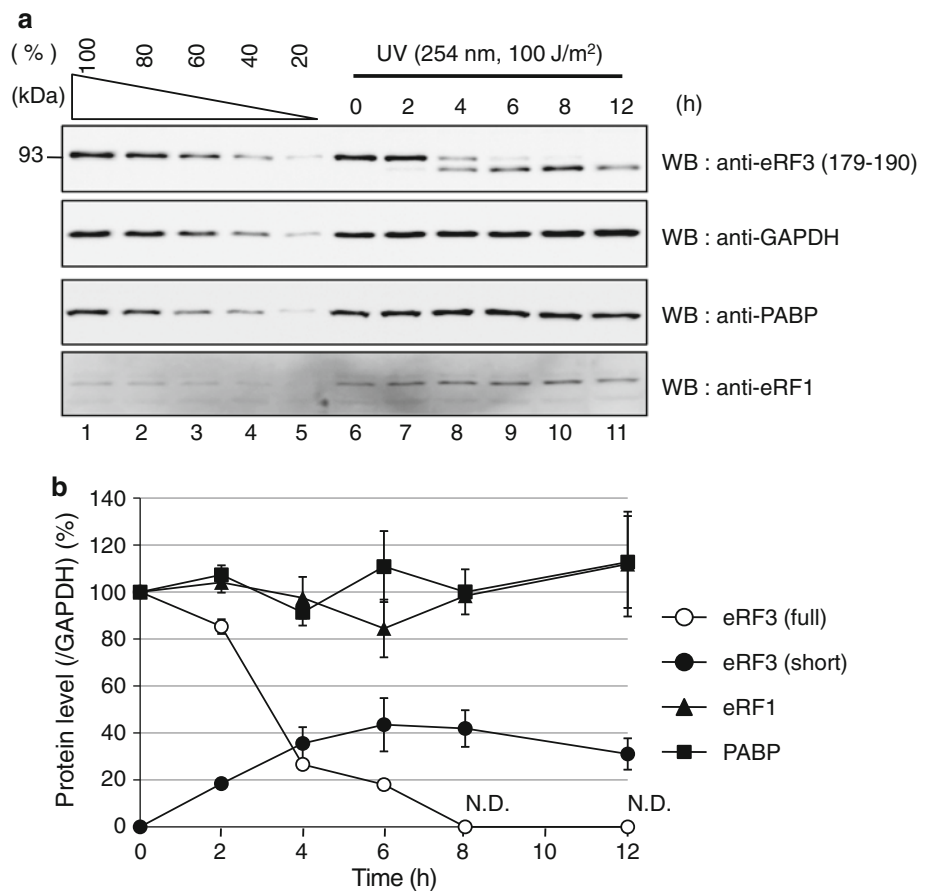 a
( % ) 100 80 60 40 20 UV (254 nm, 100 J/m²)
(kDa) 0 2 4 6 8 12 (h)
93 WB : anti-eRF3 (179-190)
WB : anti-GAPDH
WB : anti-PABP
WB : anti-eRF1
1 2 3 4 5 6 7 8 9 10 11
b
Protein level (/GAPDH) (%)
140
120
100
80
60
40
20
0
N.D. N.D.
0 2 4 6 8 10 12
Time (h)
eRF3 (full)
eRF3 (short)
eRF1
PABP